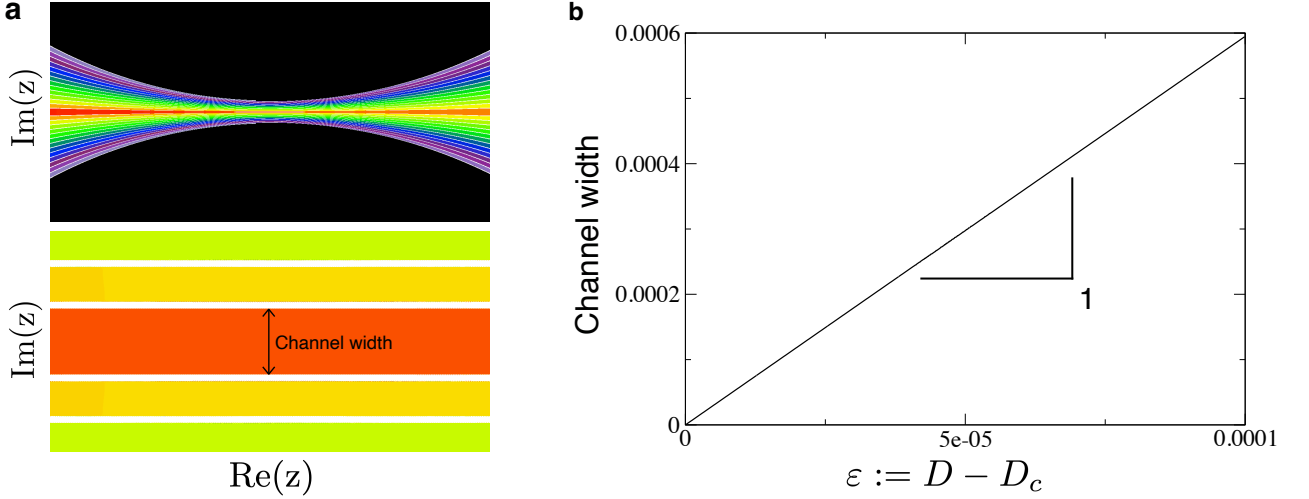 a
Im(z)
Im(z)
Channel width
Re(z)
b
Channel width
0.0006
0.0004
0.0002
0
0
5e-05
0.0001
1
ε := D − D_c